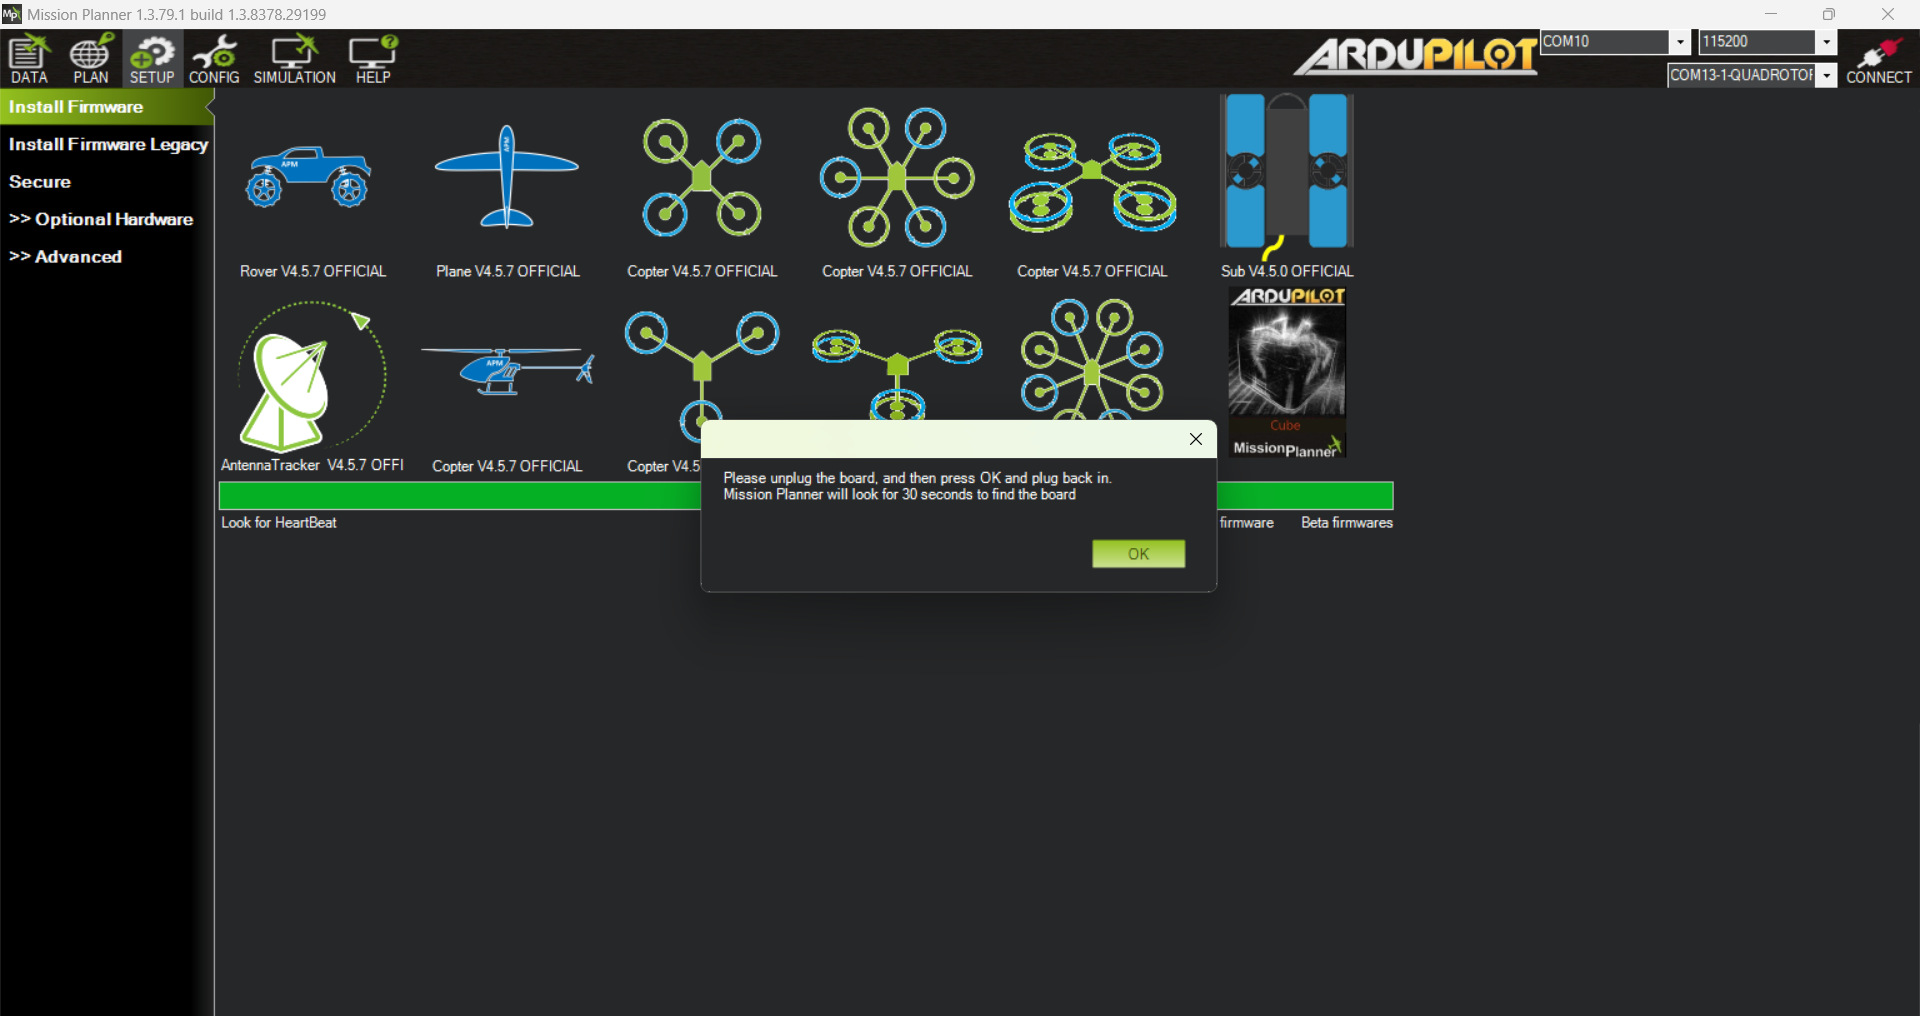 Mission Planner 1.3.79.1 build 1.3.8378.29199
DATA
PLAN
SETUP
CONFIG
SIMULATION
HELP
ARDUPILOT
COM10
115200
COM13-1-QUADROTOR
CONNECT
Install Firmware
Install Firmware Legacy
Secure
>> Optional Hardware
>> Advanced
APM
APM
Rover V4.5.7 OFFICIAL
Plane V4.5.7 OFFICIAL
Copter V4.5.7 OFFICIAL
Copter V4.5.7 OFFICIAL
Copter V4.5.7 OFFICIAL
Sub V4.5.0 OFFICIAL
APM
ARDUPILOT
Cube
MissionPlanner
AntennaTracker V4.5.7 OFFI
Copter V4.5.7 OFFICIAL
Copter V4.5
Look for HeartBeat
firmware
Beta firmwares
Please unplug the board, and then press OK and plug back in.
Mission Planner will look for 30 seconds to find the board
OK